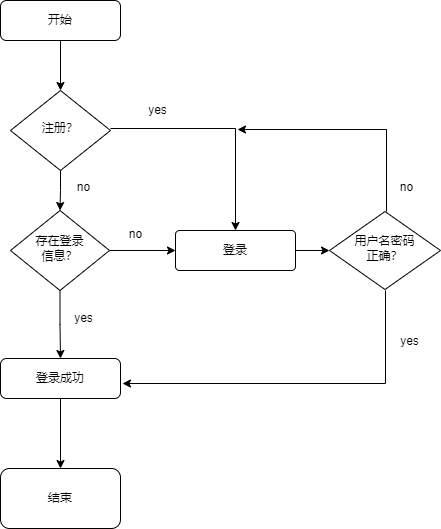 开始
yes
注册?
no
no
存在登录
信息?
no
登录
用户名密码
正确?
yes
yes
登录成功
结束